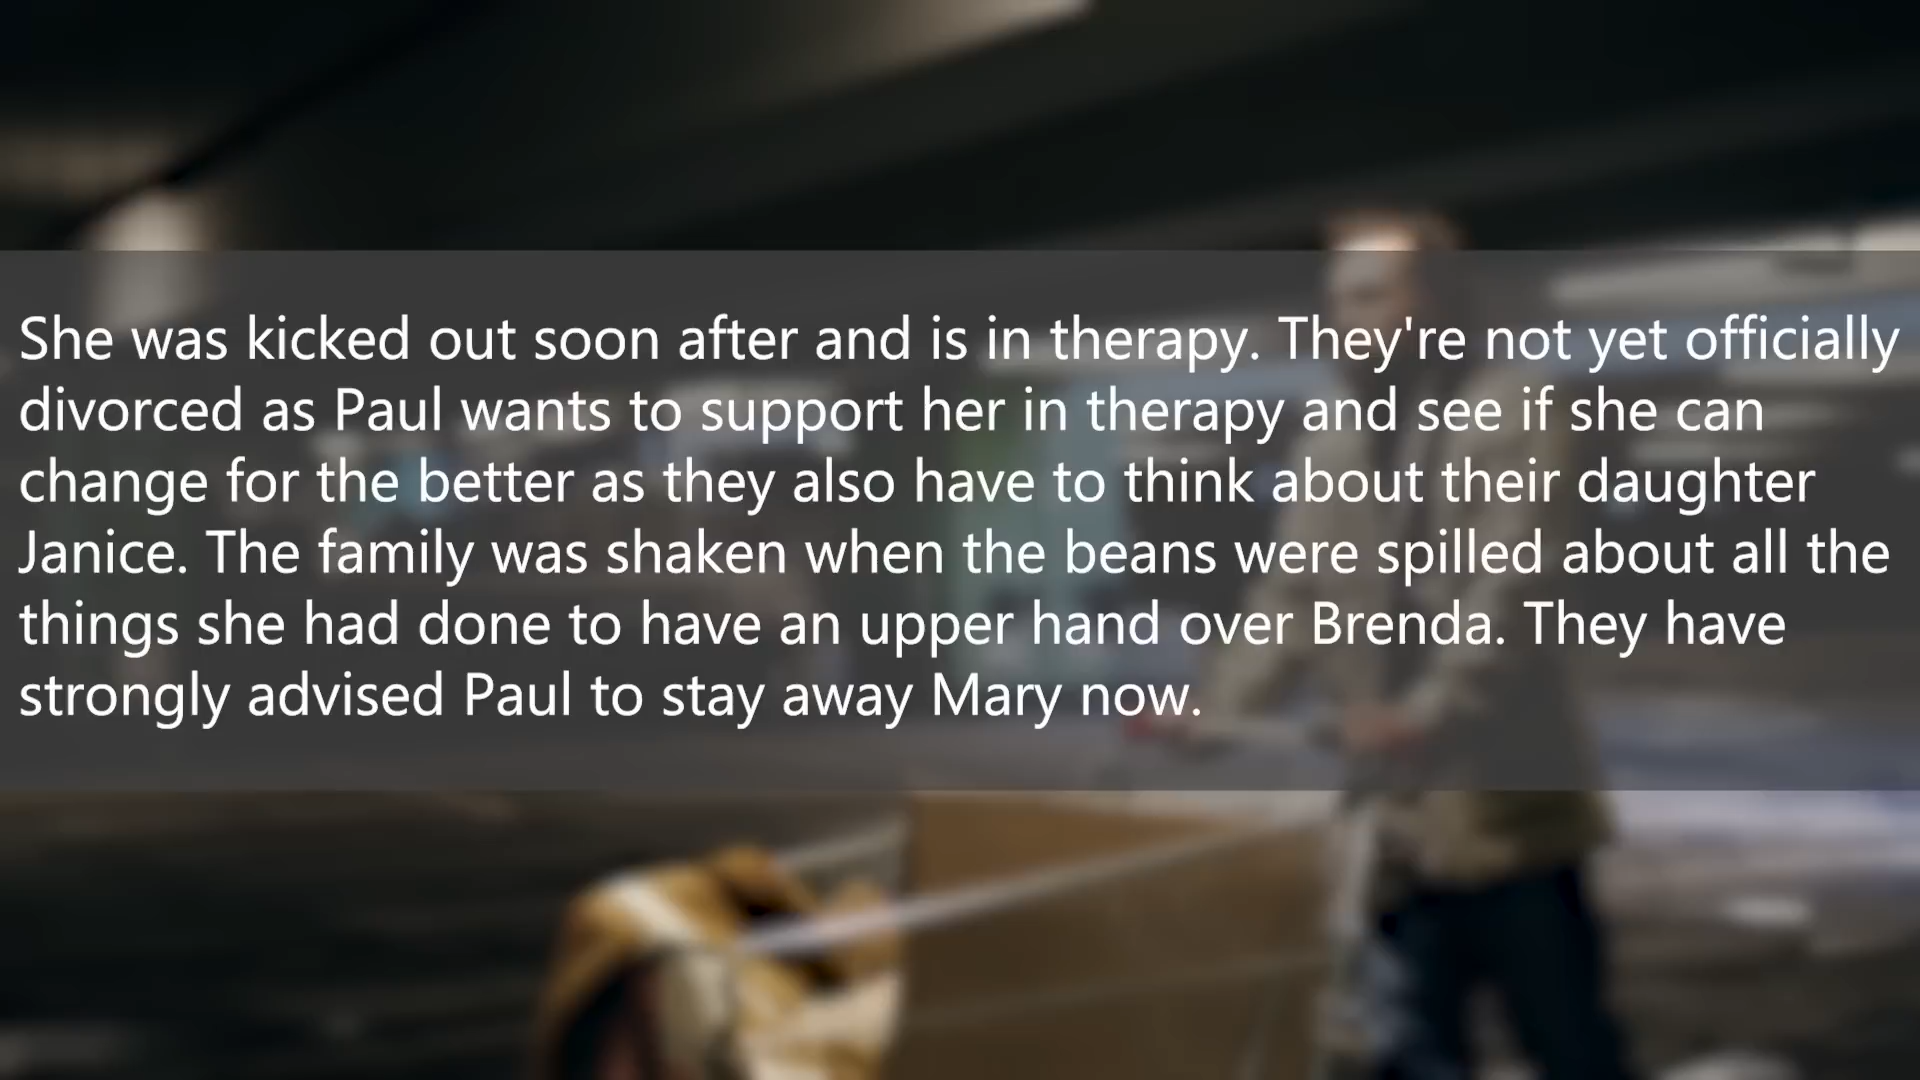 She was kicked out soon after and is in therapy. They're not yet officially
divorced as Paul wants to support her in therapy and see if she can
change for the better as they also have to think about their daughter
Janice. The family was shaken when the beans were spilled about all the
things she had done to have an upper hand over Brenda. They have
strongly advised Paul to stay away Mary now.